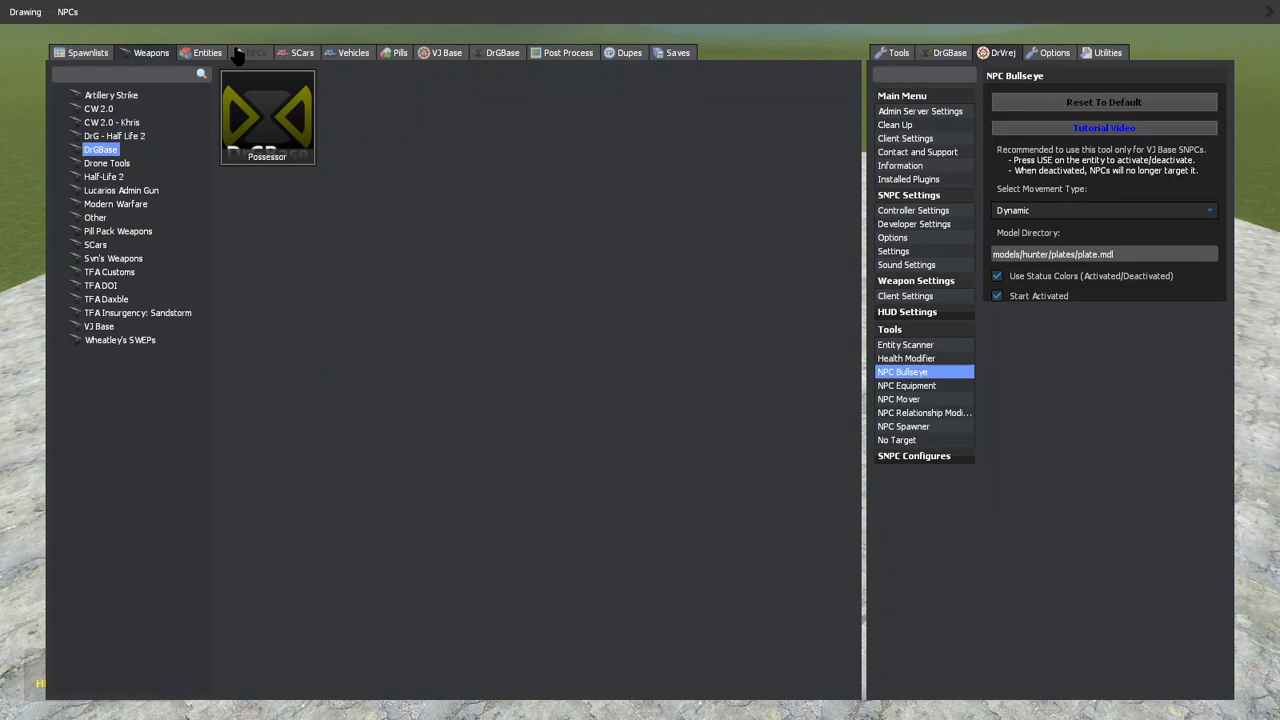 Drawing NPCs
Spawnlists Weapons Entities NPCs SCars Vehicles Pills VJ Base DrGBase Post Process Dupes Saves
Artillery Strike
CW 2.0
CW 2.0 - Khris
DrG - Half Life 2
DrGBase
Drone Tools
Half-Life 2
Lucarios Admin Gun
Modern Warfare
Other
Pill Pack Weapons
SCars
Svn's Weapons
TFA Customs
TFA DOI
TFA Daxble
TFA Insurgency: Sandstorm
VJ Base
Wheatley's SWEPs
DrGBase
Possessor
Tools DrGBase DrVrej Options Utilities
Main Menu
Admin Server Settings
Clean Up
Client Settings
Contact and Support
Information
Installed Plugins
SNPC Settings
Controller Settings
Developer Settings
Options
Settings
Sound Settings
Weapon Settings
Client Settings
HUD Settings
Tools
Entity Scanner
Health Modifier
NPC Bullseye
NPC Equipment
NPC Mover
NPC Relationship Modi...
NPC Spawner
No Target
SNPC Configures
NPC Bullseye
Reset To Default
Tutorial Video
Recommended to use this tool only for VJ Base SNPCs.
- Press USE on the entity to activate/deactivate.
- When deactivated, NPCs will no longer target it.
Select Movement Type:
Dynamic
Model Directory:
models/hunter/plates/plate.mdl
Use Status Colors (Activated/Deactivated)
Start Activated